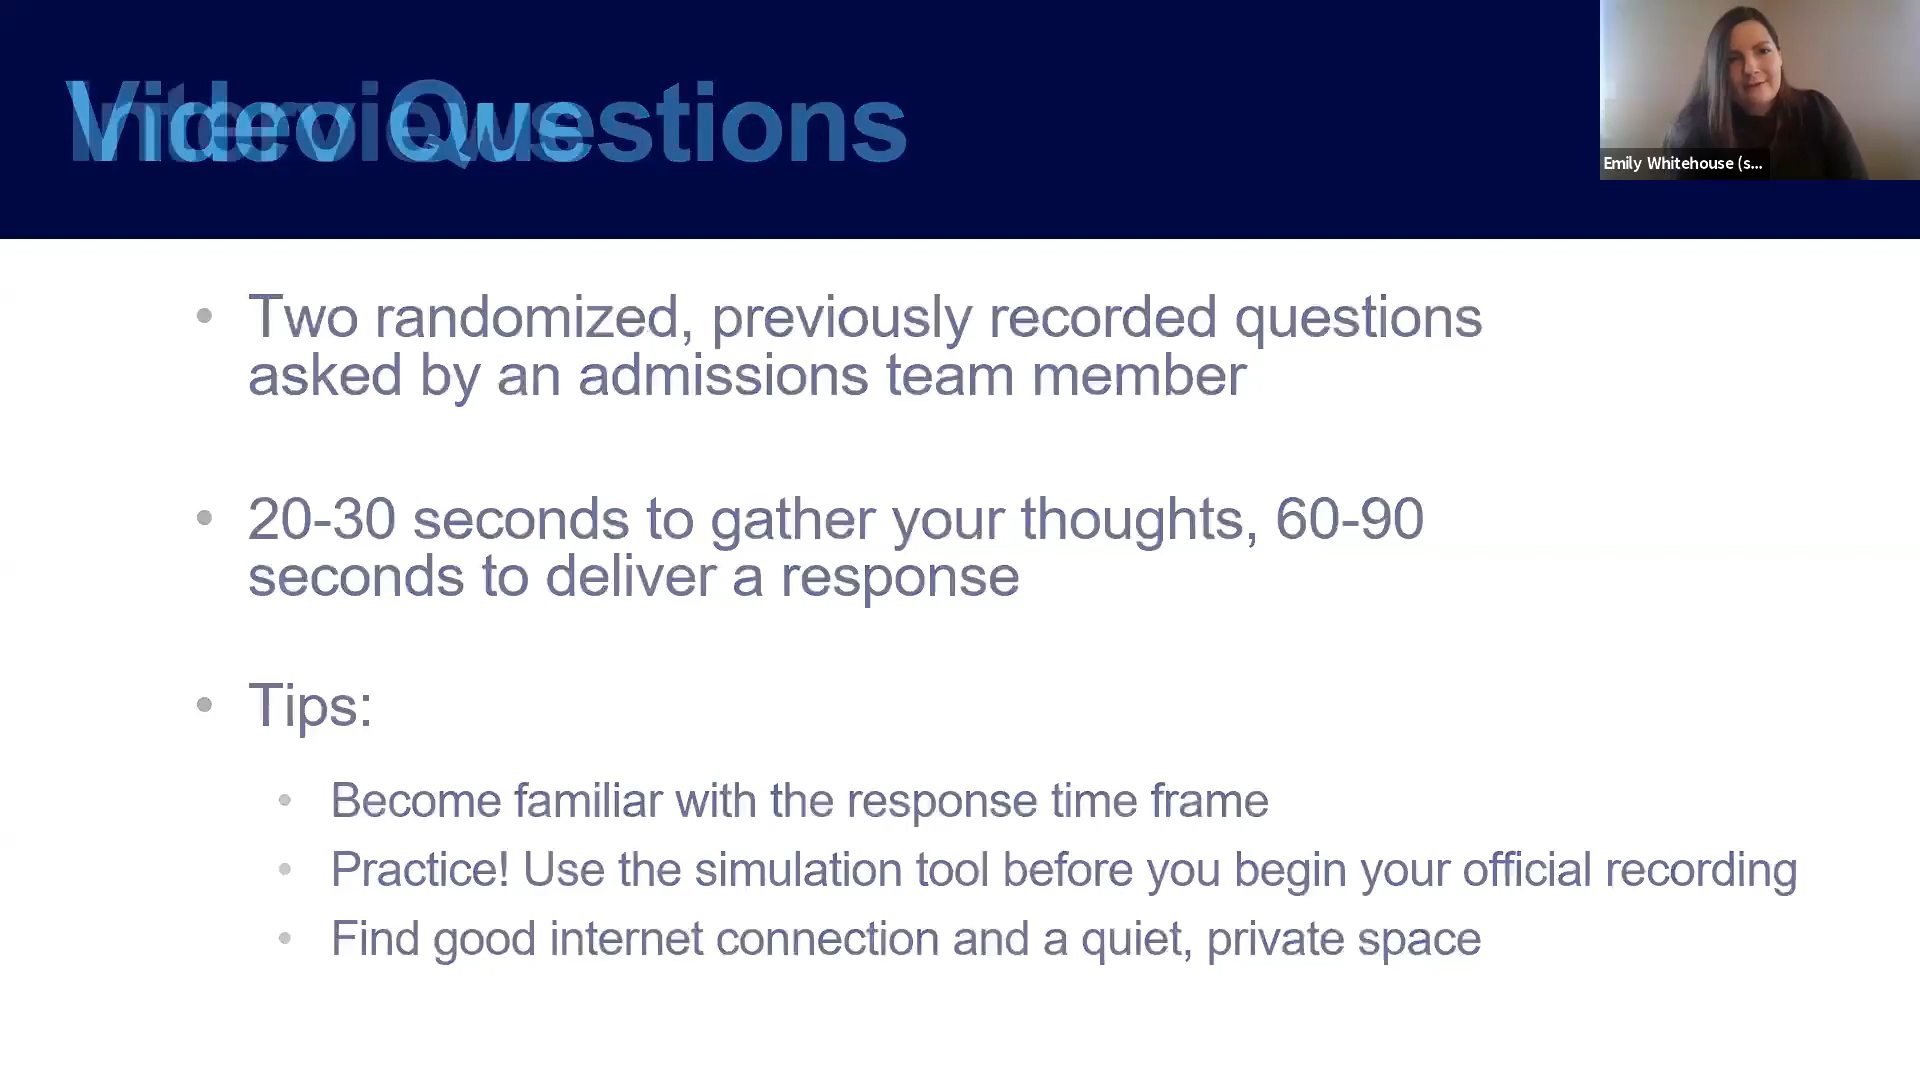 Video Questions
Interviews
Emily Whitehouse (s...
• Two randomized, previously recorded questions
asked by an admissions team member
• 20-30 seconds to gather your thoughts, 60-90
seconds to deliver a response
• Tips:
• Become familiar with the response time frame
• Practice! Use the simulation tool before you begin your official recording
• Find good internet connection and a quiet, private space